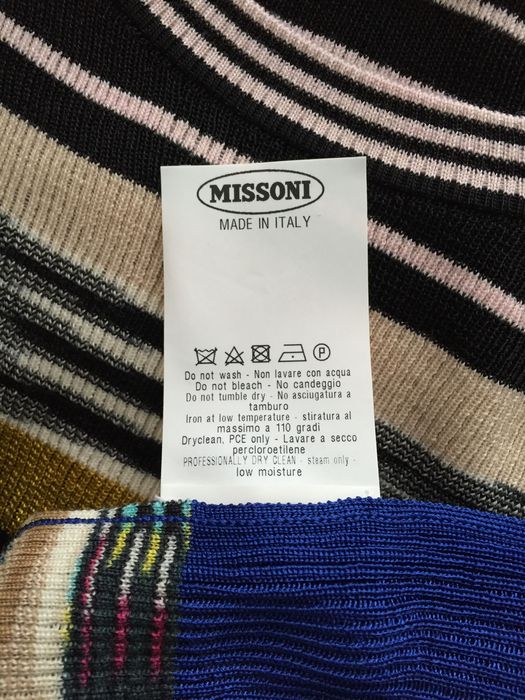 MISSONI
MADE IN ITALY
P
Do not wash - Non lavare con acqua
Do not bleach - No candeggio
Do not tumble dry - No asciugatura a
tamburo
Iron at low temperature - stiratura al
massimo a 110 gradi
Dryclean, PCE only - Lavare a secco
percloroetilene
PROFESSIONALLY DRY CLEAN - steam only -
low moisture